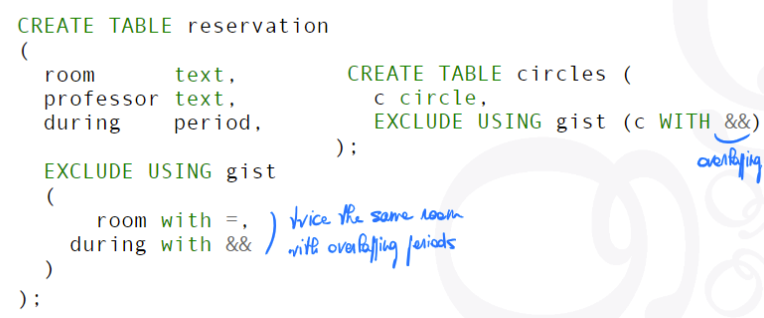 CREATE TABLE reservation
(
room text,
professor text,
during period,
EXCLUDE USING gist
(
room with =,
during with &&
)
);
twice the same room
with overlapping periods
CREATE TABLE circles (
c circle,
EXCLUDE USING gist (c WITH &&)
);
overlapping